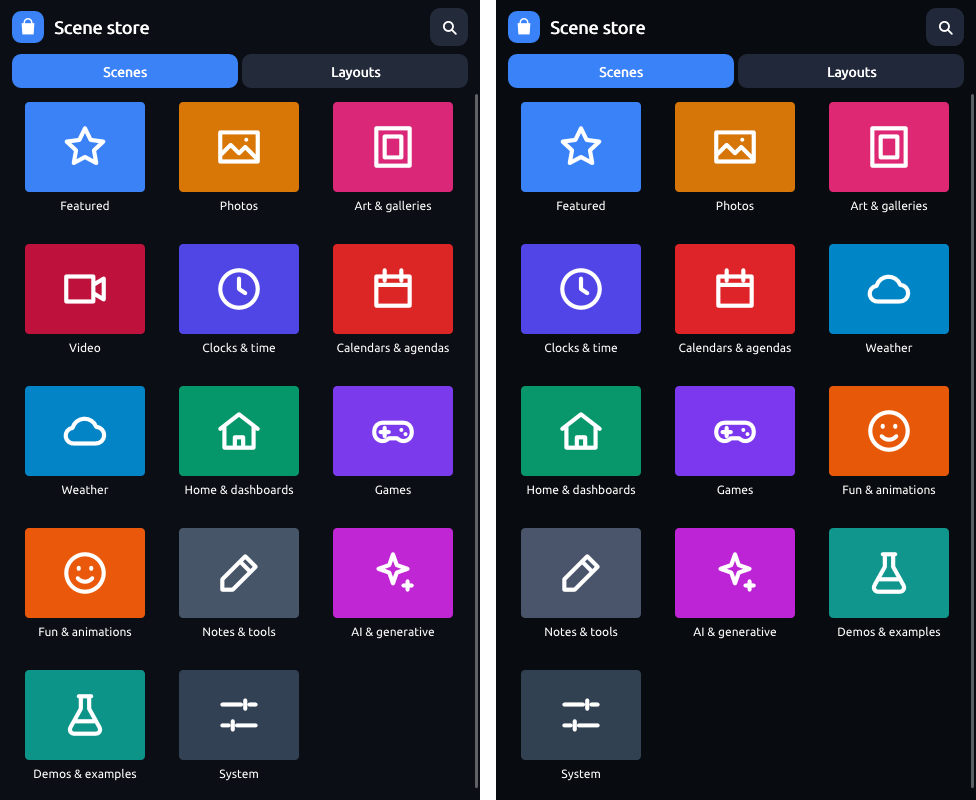 Scene store
Scenes
Layouts
Featured
Photos
Art & galleries
Video
Clocks & time
Calendars & agendas
Weather
Home & dashboards
Games
Fun & animations
Notes & tools
AI & generative
Demos & examples
System
Scene store
Scenes
Layouts
Featured
Photos
Art & galleries
Clocks & time
Calendars & agendas
Weather
Home & dashboards
Games
Fun & animations
Notes & tools
AI & generative
Demos & examples
System